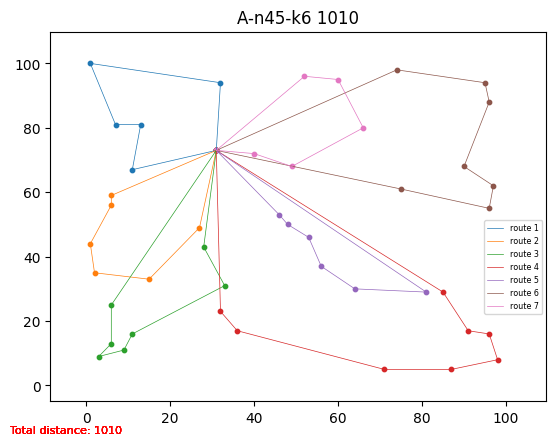 A-n45-k6 1010
100
80
60
40
20
0
0 20 40 60 80 100
route 1
route 2
route 3
route 4
route 5
route 6
route 7
Total distance: 1010